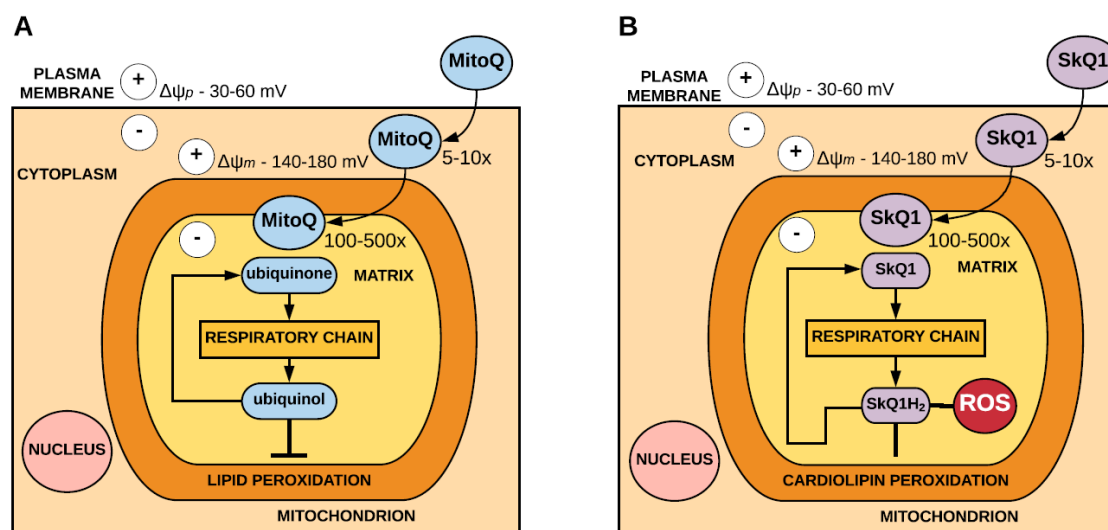 A
MitoQ
PLASMA
MEMBRANE
+
Δψp - 30-60 mV
-
MitoQ
+
Δψm - 140-180 mV
5-10x
CYTOPLASM
MitoQ
-
100-500x
ubiquinone
MATRIX
RESPIRATORY CHAIN
ubiquinol
NUCLEUS
LIPID PEROXIDATION
MITOCHONDRION
B
SkQ1
PLASMA
MEMBRANE
+
Δψp - 30-60 mV
-
SkQ1
+
Δψm - 140-180 mV
5-10x
CYTOPLASM
SkQ1
-
100-500x
SkQ1
MATRIX
RESPIRATORY CHAIN
SkQ1H₂
ROS
NUCLEUS
CARDIOLIPIN PEROXIDATION
MITOCHONDRION